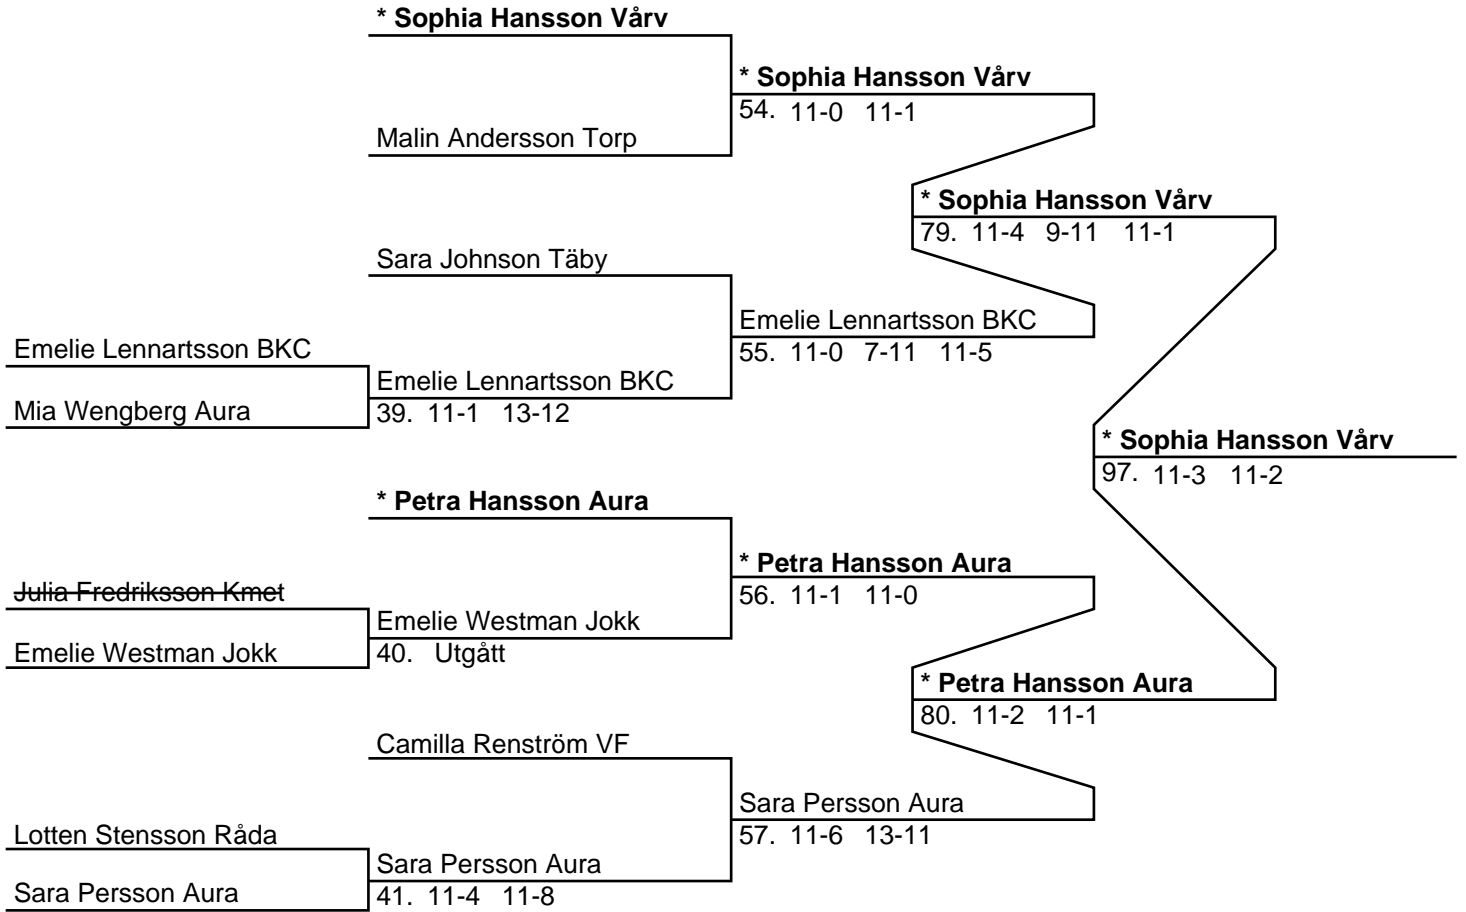 * Sophia Hansson Vårv
* Sophia Hansson Vårv
54. 11-0 11-1
Malin Andersson Torp
* Sophia Hansson Vårv
79. 11-4 9-11 11-1
Sara Johnson Täby
Emelie Lennartsson BKC
55. 11-0 7-11 11-5
Emelie Lennartsson BKC
Emelie Lennartsson BKC
39. 11-1 13-12
Mia Wengberg Aura
* Sophia Hansson Vårv
97. 11-3 11-2
* Petra Hansson Aura
* Petra Hansson Aura
56. 11-1 11-0
Julia Fredriksson Kmet
Emelie Westman Jokk
40. Utgått
Emelie Westman Jokk
* Petra Hansson Aura
80. 11-2 11-1
Camilla Renström VF
Sara Persson Aura
57. 11-6 13-11
Lotten Stensson Råda
Sara Persson Aura
41. 11-4 11-8
Sara Persson Aura